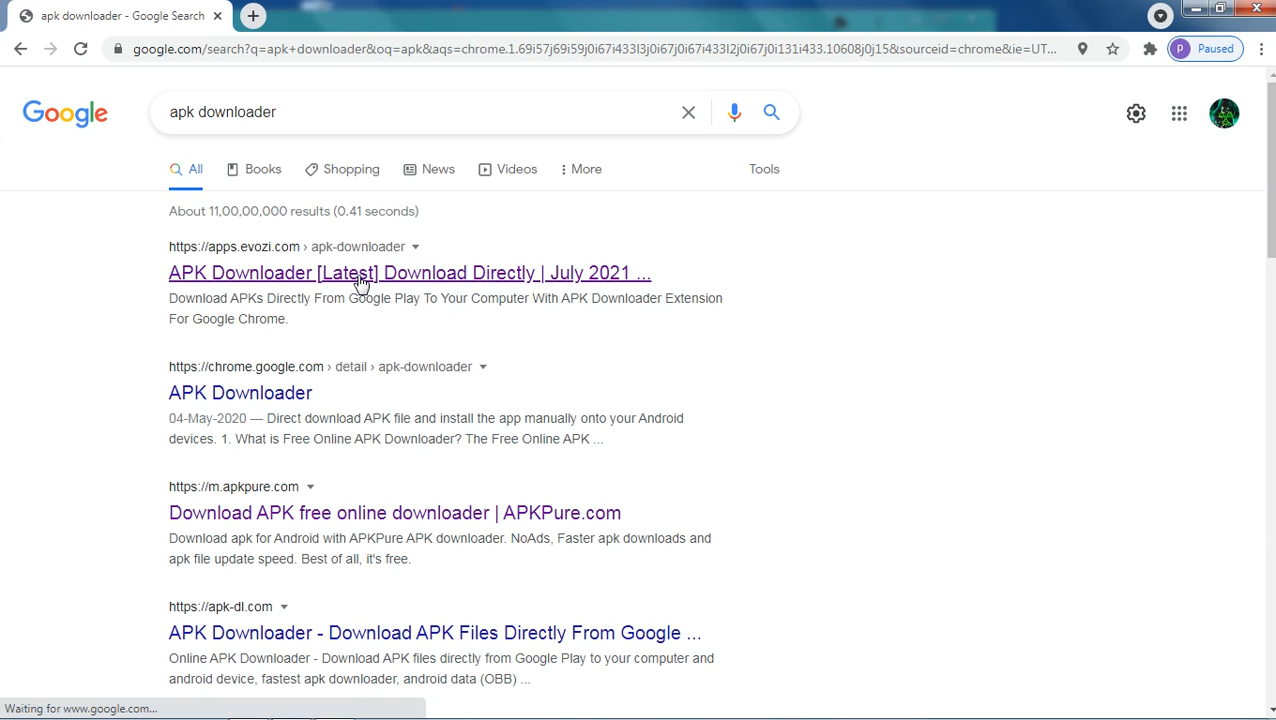 apk downloader - Google Search
google.com/search?q=apk+downloader&oq=apk&aqs=chrome.1.69i57j69i59j0i67i433l3j0i67j0i67i433l2j0i67j0i131i433.10608j0j15&sourceid=chrome&ie=UT...
P Paused
Google
apk downloader
All Books Shopping News Videos More Tools
About 11,00,00,000 results (0.41 seconds)
https://apps.evozi.com › apk-downloader
APK Downloader [Latest] Download Directly | July 2021 ...
Download APKs Directly From Google Play To Your Computer With APK Downloader Extension
For Google Chrome.
https://chrome.google.com › detail › apk-downloader
APK Downloader
04-May-2020 — Direct download APK file and install the app manually onto your Android
devices. 1. What is Free Online APK Downloader? The Free Online APK ...
https://m.apkpure.com
Download APK free online downloader | APKPure.com
Download apk for Android with APKPure APK downloader. NoAds, Faster apk downloads and
apk file update speed. Best of all, it's free.
https://apk-dl.com
APK Downloader - Download APK Files Directly From Google ...
Online APK Downloader - Download APK files directly from Google Play to your computer and
android device, fastest apk downloader, android data (OBB) ...
Waiting for www.google.com...